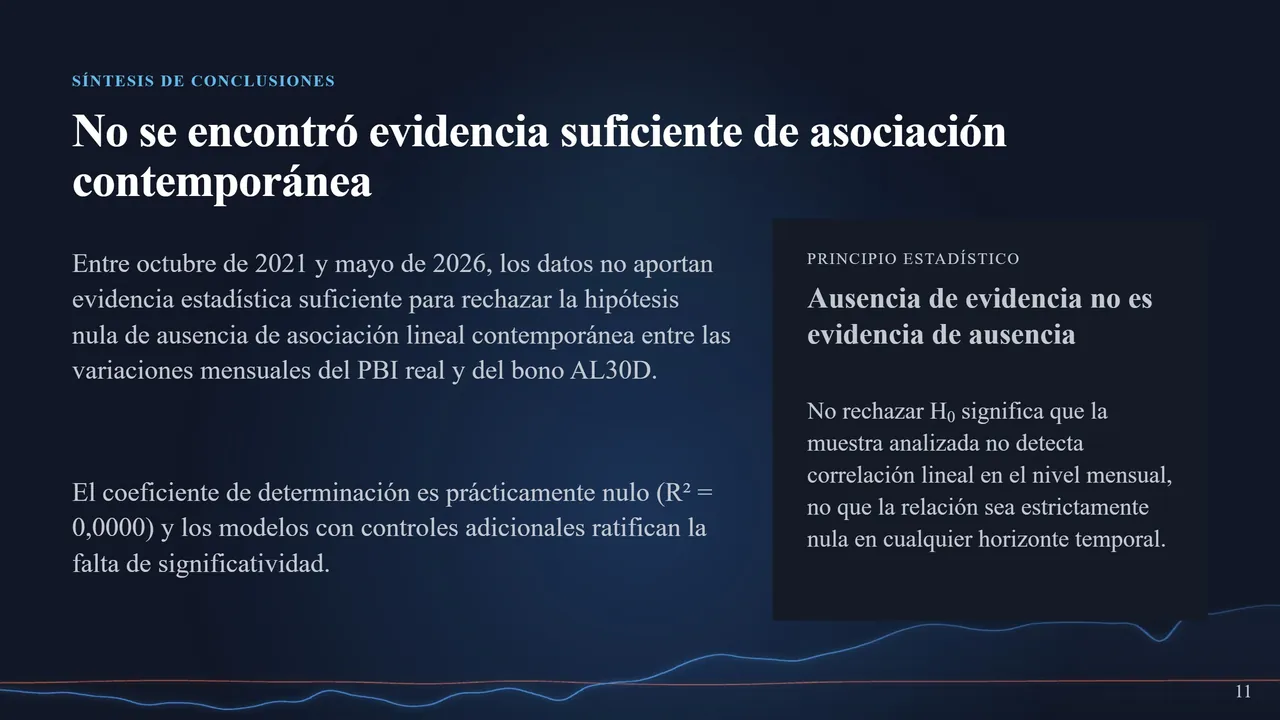 SÍNTESIS DE CONCLUSIONES
No se encontró evidencia suficiente de asociación
contemporánea
Entre octubre de 2021 y mayo de 2026, los datos no aportan
evidencia estadística suficiente para rechazar la hipótesis
nula de ausencia de asociación lineal contemporánea entre las
variaciones mensuales del PBI real y del bono AL30D.
El coeficiente de determinación es prácticamente nulo (R² =
0,0000) y los modelos con controles adicionales ratifican la
falta de significatividad.
PRINCIPIO ESTADÍSTICO
Ausencia de evidencia no es
evidencia de ausencia
No rechazar H₀ significa que la
muestra analizada no detecta
correlación lineal en el nivel mensual,
no que la relación sea estrictamente
nula en cualquier horizonte temporal.
11